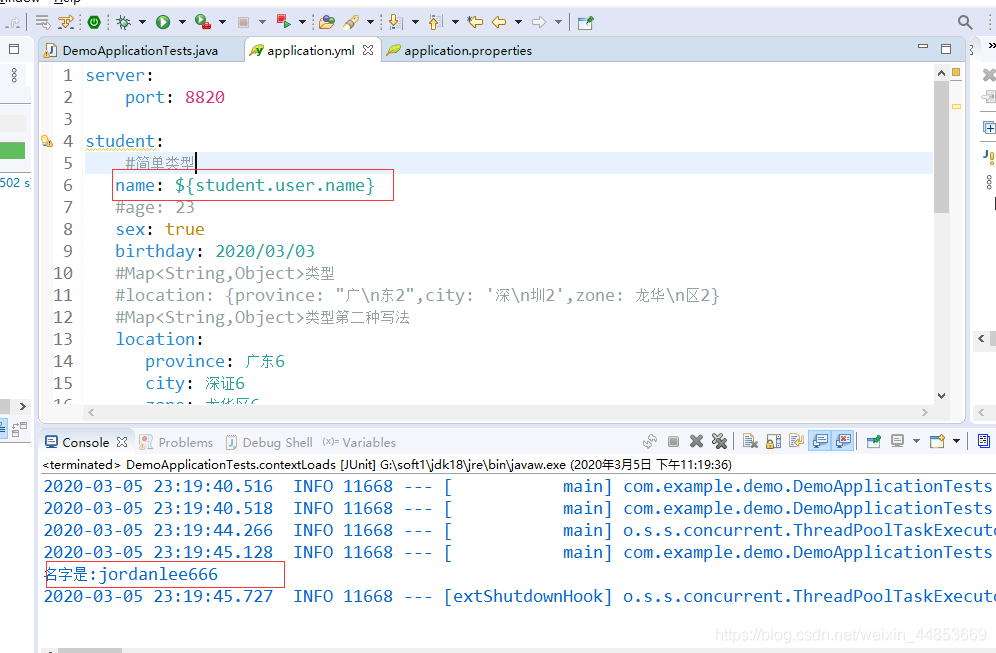 Help
DemoApplicationTests.java application.yml application.properties
1 server:
2 port: 8820
3
4 student:
5 #简单类型
6 name: ${student.user.name}
7 #age: 23
8 sex: true
9 birthday: 2020/03/03
10 #Map<String,Object>类型
11 #location: {province: "广\n东2",city: '深\n圳2',zone: 龙华\n区2}
12 #Map<String,Object>类型第二种写法
13 location:
14 province: 广东6
15 city: 深证6
16 zone: 龙华区6
502 s
Console Problems Debug Shell (x)= Variables
<terminated> DemoApplicationTests.contextLoads [JUnit] G:\soft1\jdk18\jre\bin\javaw.exe (2020年3月5日 下午11:19:36)
2020-03-05 23:19:40.516 INFO 11668 --- [ main] com.example.demo.DemoApplicationTests
2020-03-05 23:19:40.518 INFO 11668 --- [ main] com.example.demo.DemoApplicationTests
2020-03-05 23:19:44.266 INFO 11668 --- [ main] o.s.s.concurrent.ThreadPoolTaskExecuto
2020-03-05 23:19:45.128 INFO 11668 --- [ main] com.example.demo.DemoApplicationTests
名字是:jordanlee666
2020-03-05 23:19:45.727 INFO 11668 --- [extShutdownHook] o.s.s.concurrent.ThreadPoolTaskExecuto
https://blog.csdn.net/weixin_44853669